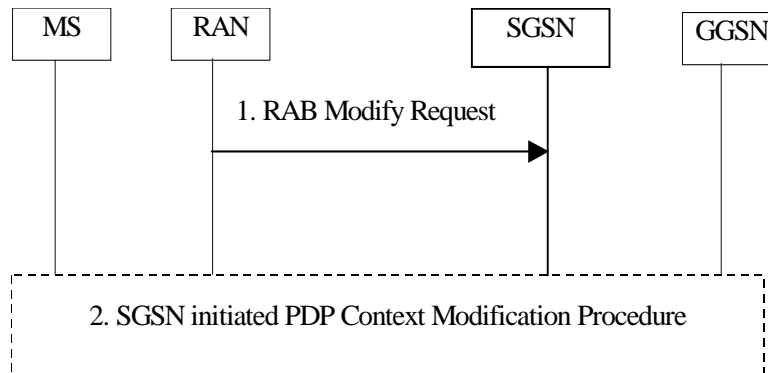 MS
RAN
SGSN
GGSN
1. RAB Modify Request
2. SGSN initiated PDP Context Modification Procedure